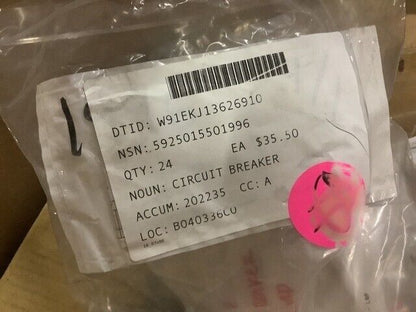 DTID: W91EKJ13626910
NSN: 5925015501996
QTY: 24 EA $35.50
NOUN: CIRCUIT BREAKER
ACCUM: 202235 CC: A
LOC: B040336C0